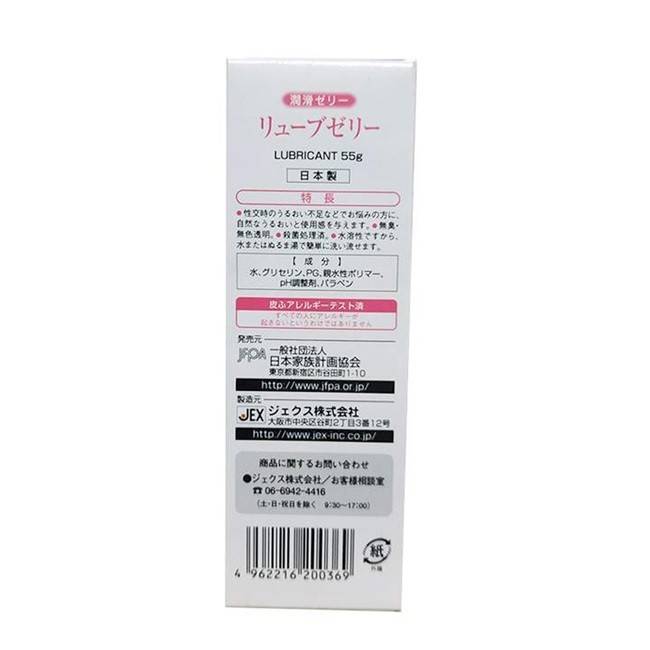 潤滑ゼリー
リューブゼリー
LUBRICANT 55g
日本製
特長
●性交時のうるおい不足などでお悩みの方に、
自然なうるおいと使用感を与えます。●無臭・
無色透明。●殺菌処理済。●水溶性ですから、
水またはぬるま湯で簡単に洗い流せます。
【成分】
水、グリセリン、PG、親水性ポリマー、
pH調整剤、パラベン
皮ふアレルギーテスト済
すべての人にアレルギーが
起きないというわけではありません
発売元
JFPA 一般社団法人
日本家族計画協会
東京都新宿区市谷田町1-10
http://www.jfpa.or.jp/
製造元
JEX ジェクス株式会社
大阪市中央区谷町2丁目3番12号
http://www.jex-inc.co.jp/
商品に関するお問い合わせ
●ジェクス株式会社/お客様相談室
☎ 06-6942-4416
(土・日・祝日を除く 9:30~17:00)
紙
外箱
4 962216 200369